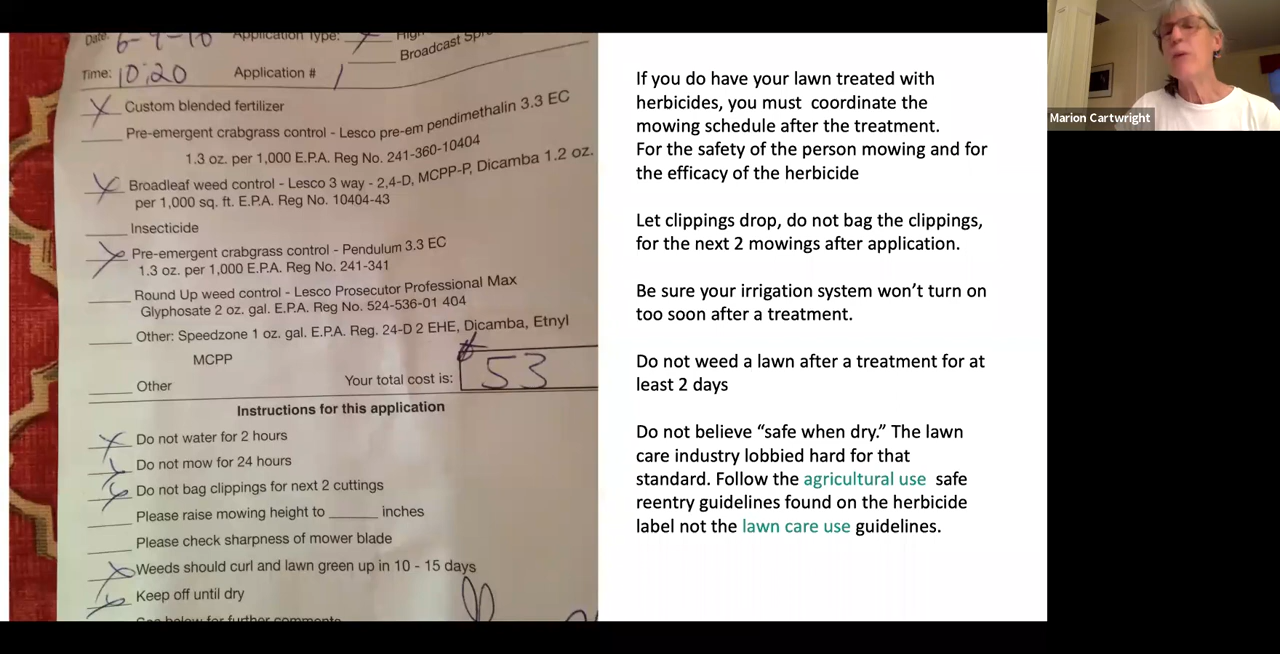 Date: 6-9-10 Application Type:
Broadcast
Time: 10:20 Application # 1
Custom blended fertilizer
Pre-emergent crabgrass control - Lesco pre-em pendimethalin 3.3 EC
1.3 oz. per 1,000 E.P.A. Reg No. 241-360-10404
Broadleaf weed control - Lesco 3 way - 2,4-D, MCPP-P, Dicamba 1.2 oz.
per 1,000 sq. ft. E.P.A. Reg No. 10404-43
Insecticide
Pre-emergent crabgrass control - Pendulum 3.3 EC
1.3 oz. per 1,000 E.P.A. Reg No. 241-341
Round Up weed control - Lesco Prosecutor Professional Max
Glyphosate 2 oz. gal. E.P.A. Reg No. 524-536-01 404
Other: Speedzone 1 oz. gal. E.P.A. Reg. 24-D 2 EHE, Dicamba, Etnyl
MCPP
Other Your total cost is: $53
Instructions for this application
Do not water for 2 hours
Do not mow for 24 hours
Do not bag clippings for next 2 cuttings
Please raise mowing height to ______ inches
Please check sharpness of mower blade
Weeds should curl and lawn green up in 10 - 15 days
Keep off until dry
See below for further comments
If you do have your lawn treated with
herbicides, you must coordinate the
mowing schedule after the treatment.
For the safety of the person mowing and for
the efficacy of the herbicide
Let clippings drop, do not bag the clippings,
for the next 2 mowings after application.
Be sure your irrigation system won’t turn on
too soon after a treatment.
Do not weed a lawn after a treatment for at
least 2 days
Do not believe “safe when dry.” The lawn
care industry lobbied hard for that
standard. Follow the agricultural use safe
reentry guidelines found on the herbicide
label not the lawn care use guidelines.
Marion Cartwright